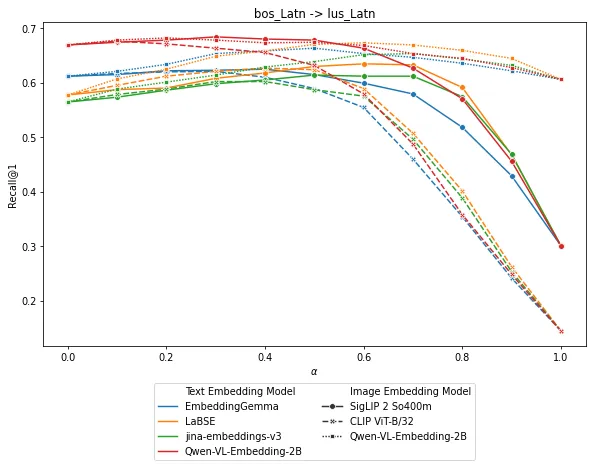 bos_Latn -> lus_Latn
Recall@1
0.7
0.6
0.5
0.4
0.3
0.2
0.0 0.2 0.4 0.6 0.8 1.0
α
Text Embedding Model
EmbeddingGemma
LaBSE
jina-embeddings-v3
Qwen-VL-Embedding-2B
Image Embedding Model
SigLIP 2 So400m
CLIP ViT-B/32
Qwen-VL-Embedding-2B